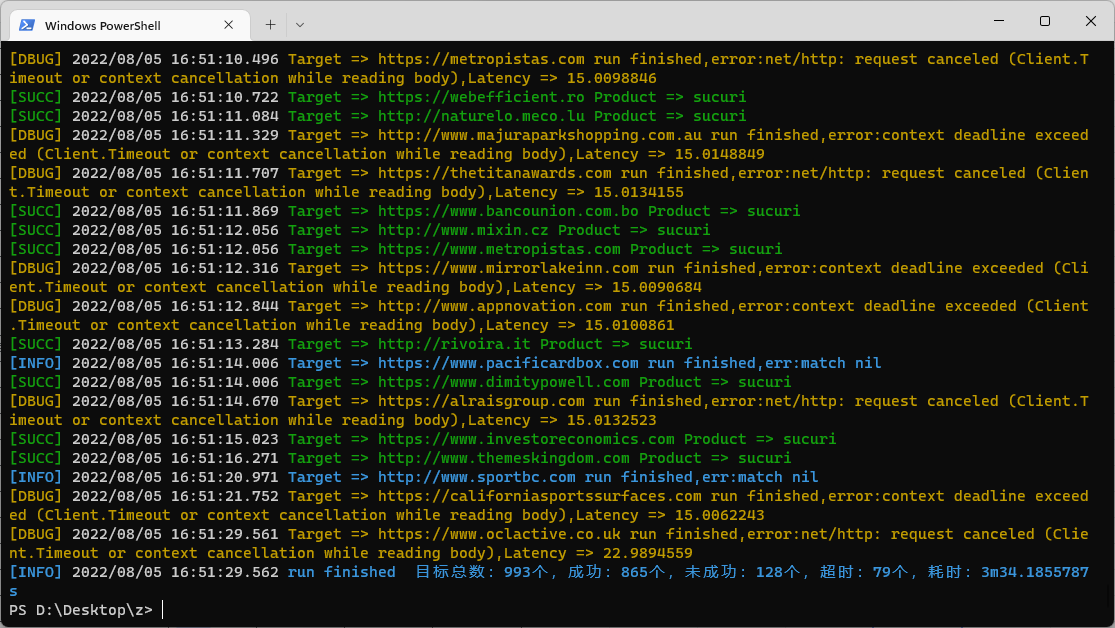 Windows PowerShell
[DBUG] 2022/08/05 16:51:10.496 Target => https://metropistas.com run finished,error:net/http: request canceled (Client.T
imeout or context cancellation while reading body),Latency => 15.0098846
[SUCC] 2022/08/05 16:51:10.722 Target => https://webefficient.ro Product => sucuri
[SUCC] 2022/08/05 16:51:11.084 Target => http://naturelo.meco.lu Product => sucuri
[DBUG] 2022/08/05 16:51:11.329 Target => http://www.majuraparkshopping.com.au run finished,error:context deadline exceed
ed (Client.Timeout or context cancellation while reading body),Latency => 15.0148849
[DBUG] 2022/08/05 16:51:11.707 Target => https://thetitanawards.com run finished,error:net/http: request canceled (Clien
t.Timeout or context cancellation while reading body),Latency => 15.0134155
[SUCC] 2022/08/05 16:51:11.869 Target => https://www.bancounion.com.bo Product => sucuri
[SUCC] 2022/08/05 16:51:12.056 Target => http://www.mixin.cz Product => sucuri
[SUCC] 2022/08/05 16:51:12.056 Target => https://www.metropistas.com Product => sucuri
[DBUG] 2022/08/05 16:51:12.316 Target => https://www.mirrorlakeinn.com run finished,error:context deadline exceeded (Cli
ent.Timeout or context cancellation while reading body),Latency => 15.0090684
[DBUG] 2022/08/05 16:51:12.844 Target => http://www.appnovation.com run finished,error:context deadline exceeded (Client
.Timeout or context cancellation while reading body),Latency => 15.0100861
[SUCC] 2022/08/05 16:51:13.284 Target => http://rivoira.it Product => sucuri
[INFO] 2022/08/05 16:51:14.006 Target => https://www.pacificardbox.com run finished,err:match nil
[SUCC] 2022/08/05 16:51:14.006 Target => https://www.dimitypowell.com Product => sucuri
[DBUG] 2022/08/05 16:51:14.670 Target => https://alraisgroup.com run finished,error:net/http: request canceled (Client.T
imeout or context cancellation while reading body),Latency => 15.0132523
[SUCC] 2022/08/05 16:51:15.023 Target => https://www.investoreconomics.com Product => sucuri
[SUCC] 2022/08/05 16:51:16.271 Target => http://www.themeskingdom.com Product => sucuri
[INFO] 2022/08/05 16:51:20.971 Target => http://www.sportbc.com run finished,err:match nil
[DBUG] 2022/08/05 16:51:21.752 Target => https://californiasportssurfaces.com run finished,error:context deadline exceed
ed (Client.Timeout or context cancellation while reading body),Latency => 15.0062243
[DBUG] 2022/08/05 16:51:29.561 Target => https://www.oclactive.co.uk run finished,error:net/http: request canceled (Clie
nt.Timeout or context cancellation while reading body),Latency => 22.9894559
[INFO] 2022/08/05 16:51:29.562 run finished 目标总数：993个，成功：865个，未成功：128个，超时：79个，耗时：3m34.1855787
s
PS D:\Desktop\z>